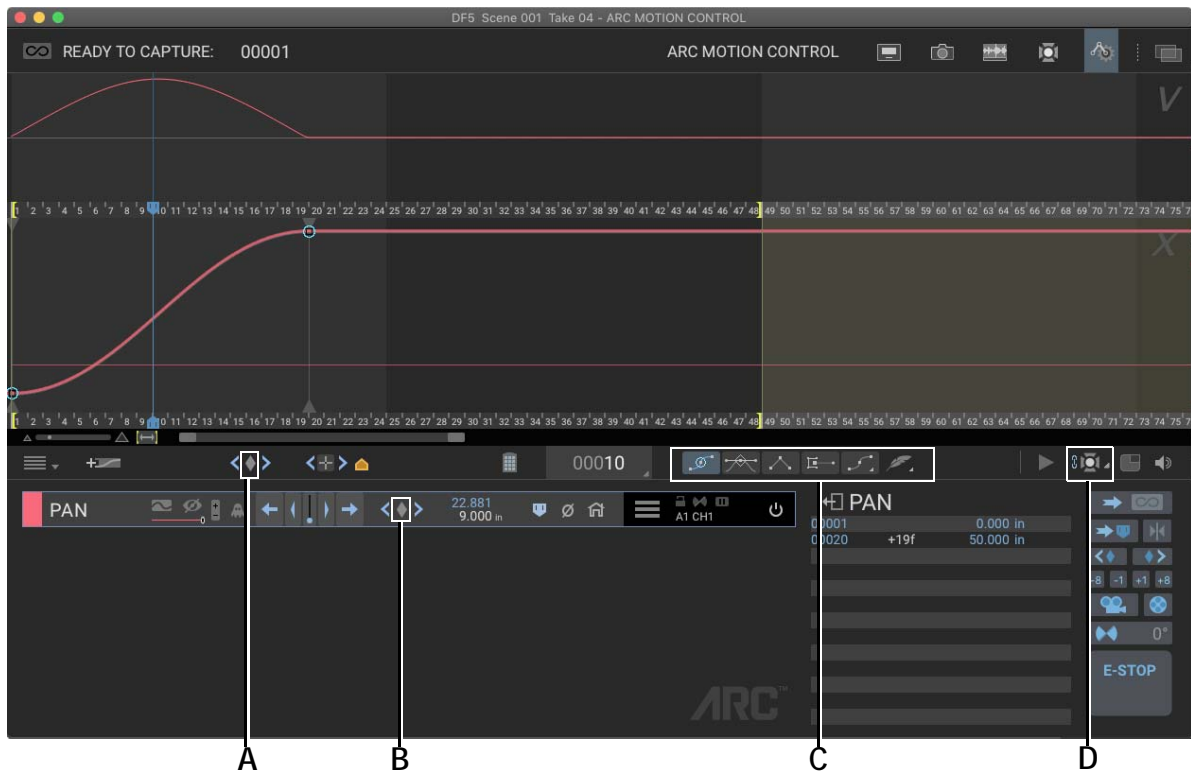 DF5 Scene 001 Take 04 - ARC MOTION CONTROL
READY TO CAPTURE: 00001 ARC MOTION CONTROL
V
1 2 3 4 5 6 7 8 9 10 11 12 13 14 15 16 17 18 19 20 21 22 23 24 25 26 27 28 29 30 31 32 33 34 35 36 37 38 39 40 41 42 43 44 45 46 47 48 49 50 51 52 53 54 55 56 57 58 59 60 61 62 63 64 65 66 67 68 69 70 71 72 73 74 75 7
X
1 2 3 4 5 6 7 8 9 10 11 12 13 14 15 16 17 18 19 20 21 22 23 24 25 26 27 28 29 30 31 32 33 34 35 36 37 38 39 40 41 42 43 44 45 46 47 48 49 50 51 52 53 54 55 56 57 58 59 60 61 62 63 64 65 66 67 68 69 70 71 72 73 74 75 7
00010
PAN
0
22.881
9.000 in
A1 CH1
PAN
00001 0.000 in
00020 +19f 50.000 in
-8 -1 +1 +8
0°
E-STOP
ARC™
A B C D